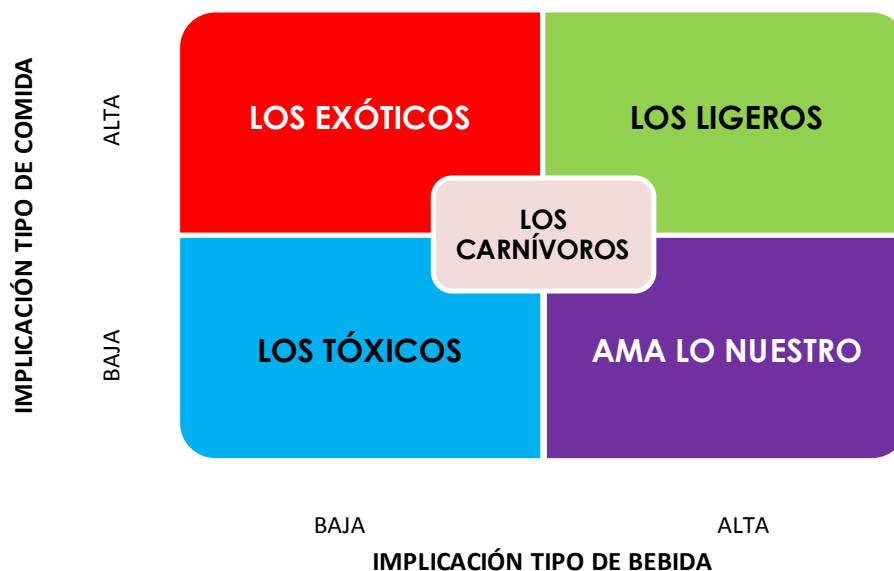 IMPLICACIÓN TIPO DE COMIDA
ALTA
BAJA
LOS EXÓTICOS
LOS LIGEROS
LOS
CARNÍVOROS
LOS TÓXICOS
AMA LO NUESTRO
BAJA
ALTA
IMPLICACIÓN TIPO DE BEBIDA